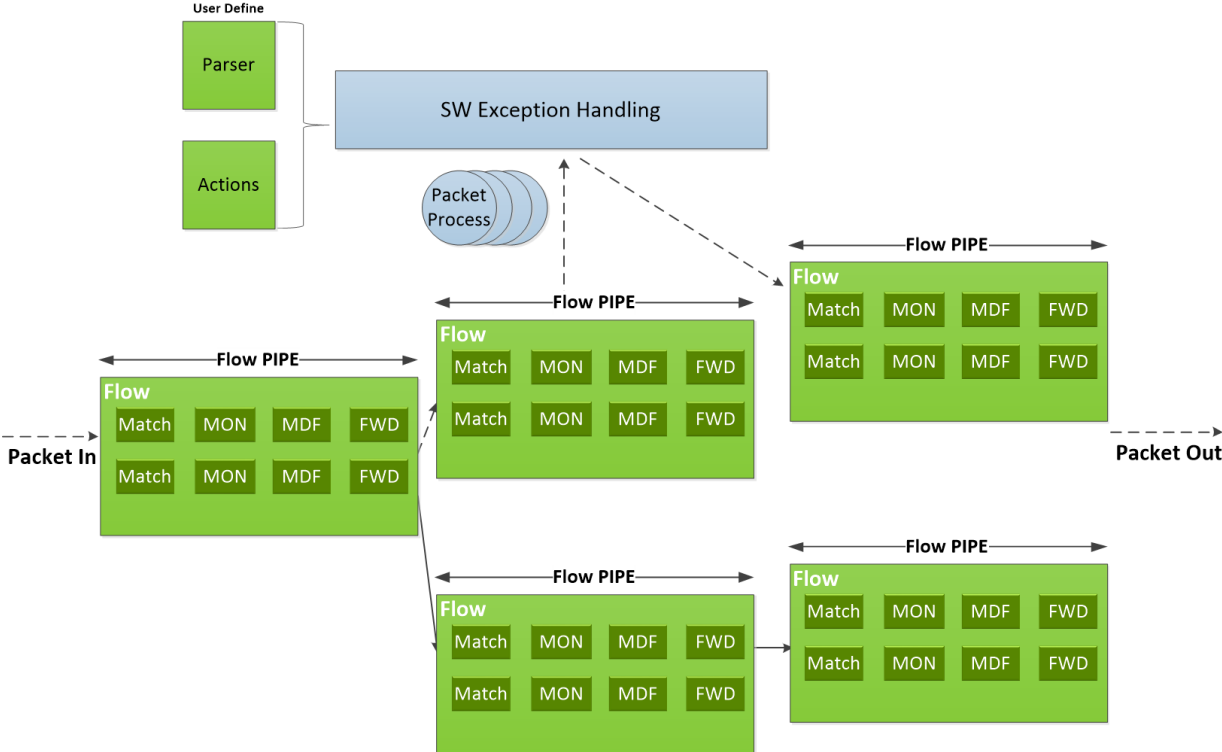 User Define
Parser
SW Exception Handling
Actions
Packet
Process
Flow PIPE
Flow
Match MON MDF FWD
Match MON MDF FWD
Flow PIPE
Flow
Match MON MDF FWD
Match MON MDF FWD
Flow PIPE
Flow
Match MON MDF FWD
Match MON MDF FWD
Packet In
Packet Out
Flow PIPE
Flow
Match MON MDF FWD
Match MON MDF FWD
Flow PIPE
Flow
Match MON MDF FWD
Match MON MDF FWD